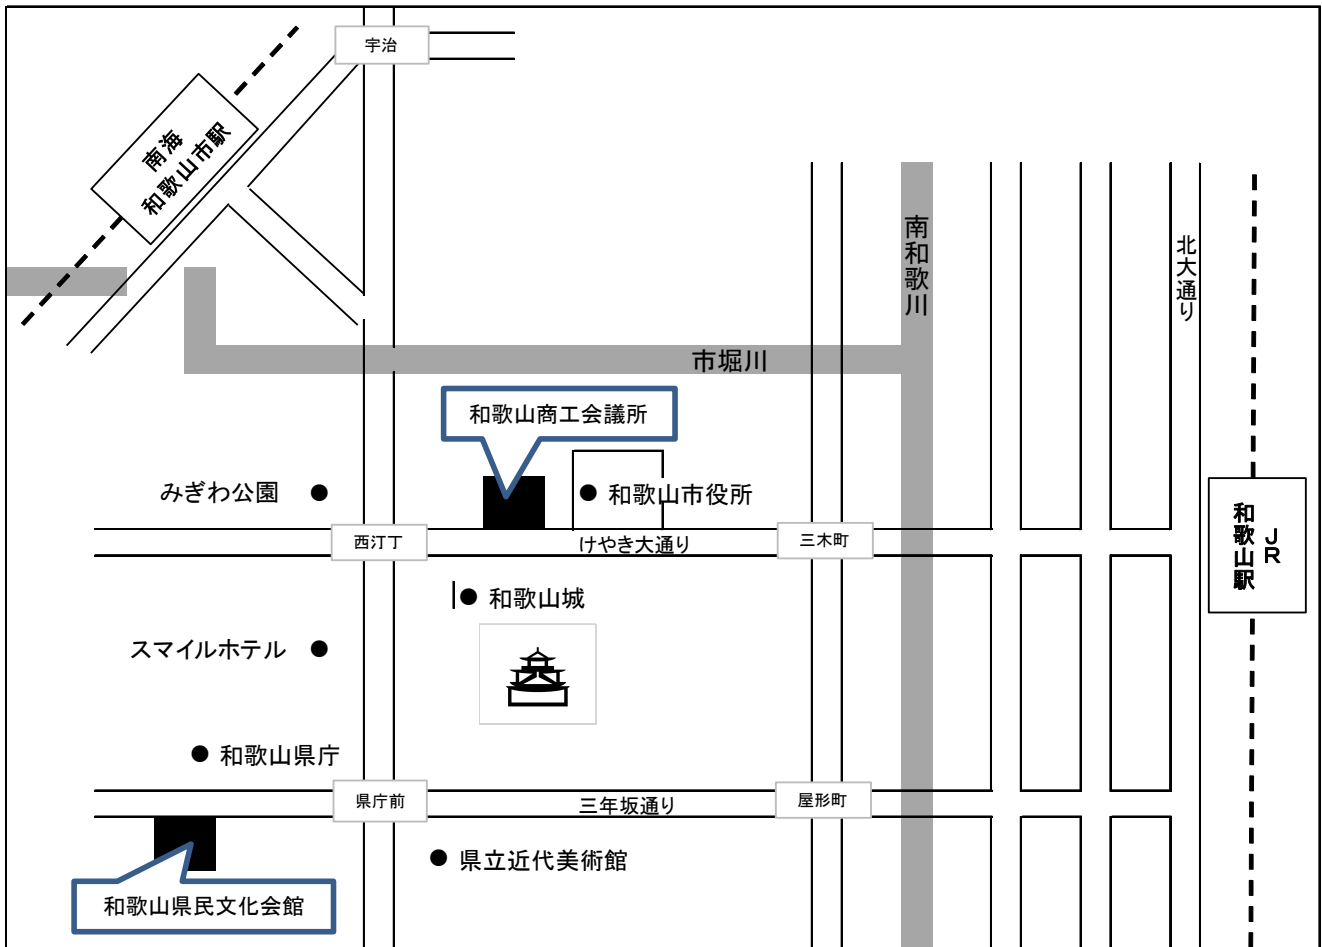 宇治
南海
和歌山市駅
南和歌川
北大通り
市堀川
和歌山商工会議所
みぎわ公園
和歌山市役所
西汀丁
けやき大通り
三木町
JR
和歌山駅
和歌山城
スマイルホテル
和歌山県庁
県庁前
三年坂通り
屋形町
県立近代美術館
和歌山県民文化会館